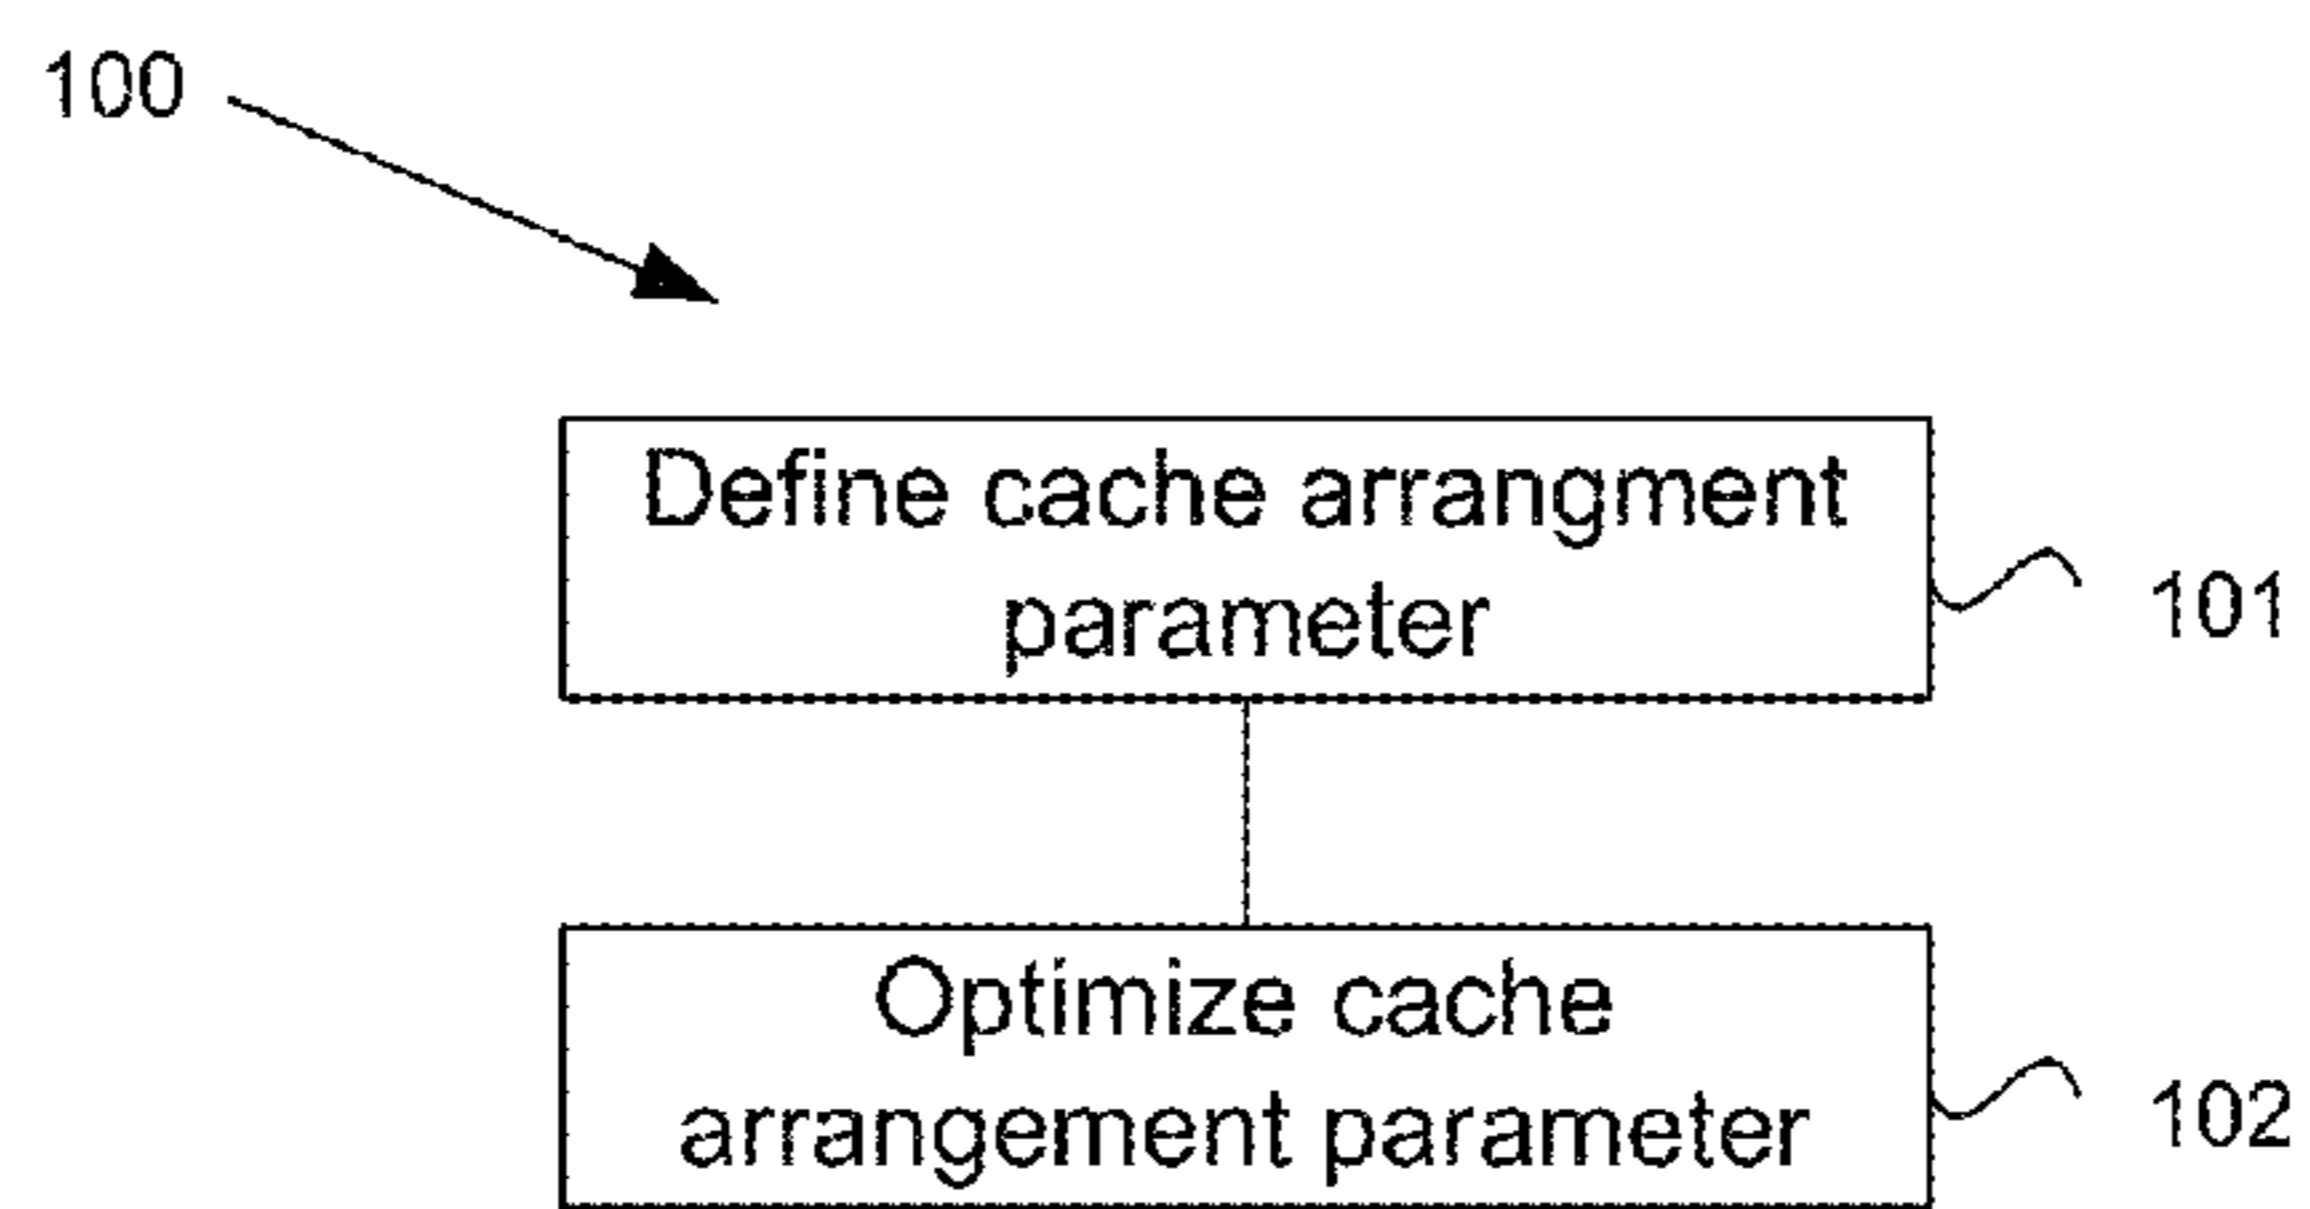 100
Define cache arrangment
parameter
101
Optimize cache
arrangement parameter
102